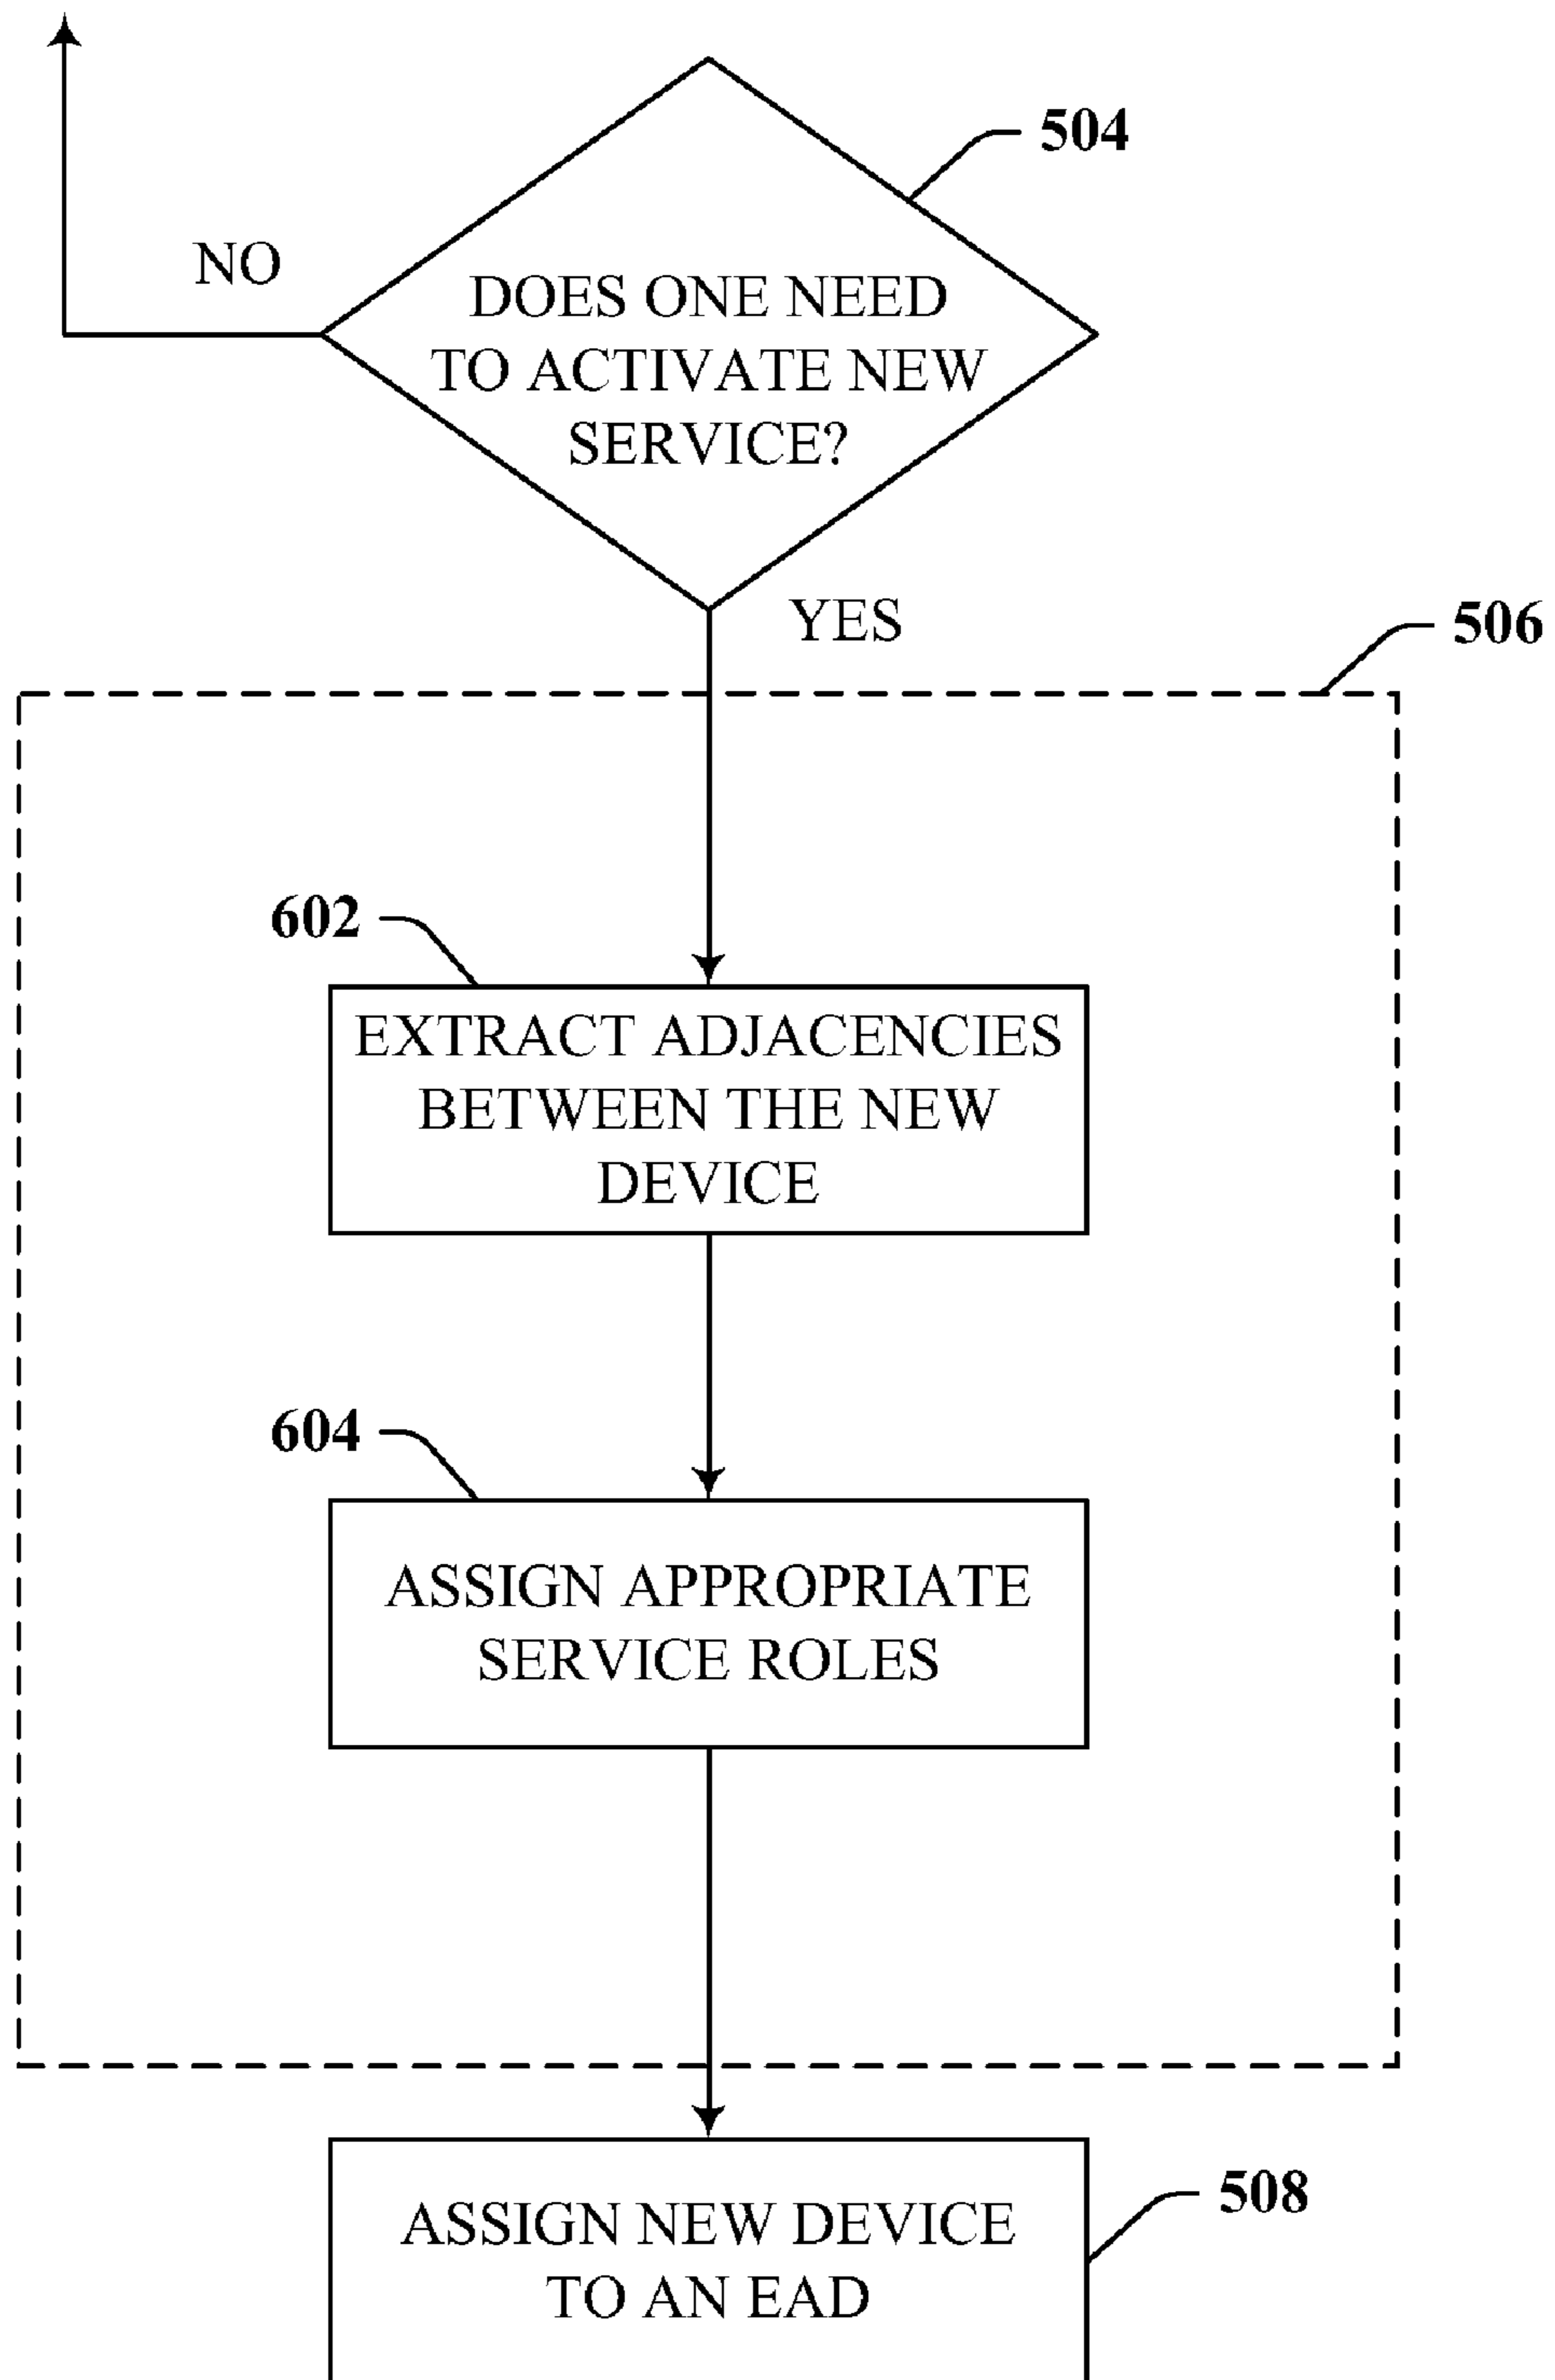 504
NO
DOES ONE NEED
TO ACTIVATE NEW
SERVICE?
YES
506
602
EXTRACT ADJACENCIES
BETWEEN THE NEW
DEVICE
604
ASSIGN APPROPRIATE
SERVICE ROLES
508
ASSIGN NEW DEVICE
TO AN EAD